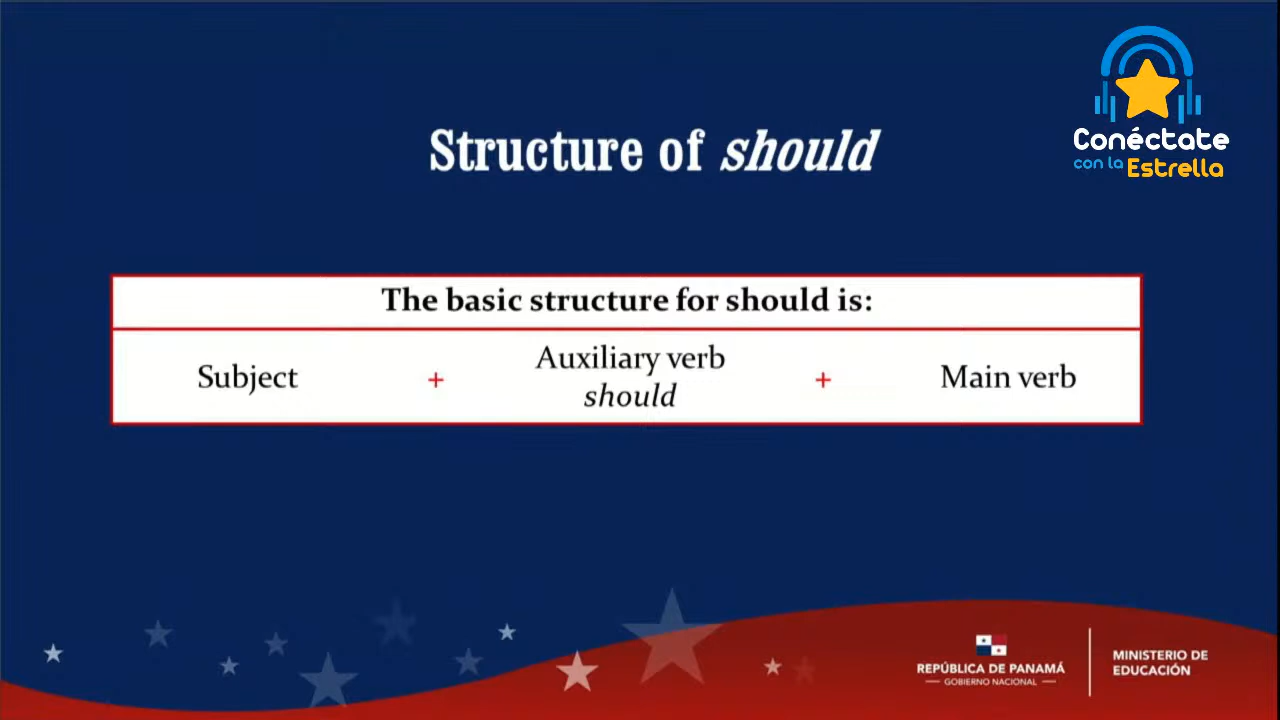 Conéctate
con la Estrella
Structure of should
The basic structure for should is:
Subject + Auxiliary verb should + Main verb
REPÚBLICA DE PANAMÁ
— GOBIERNO NACIONAL —
MINISTERIO DE
EDUCACIÓN